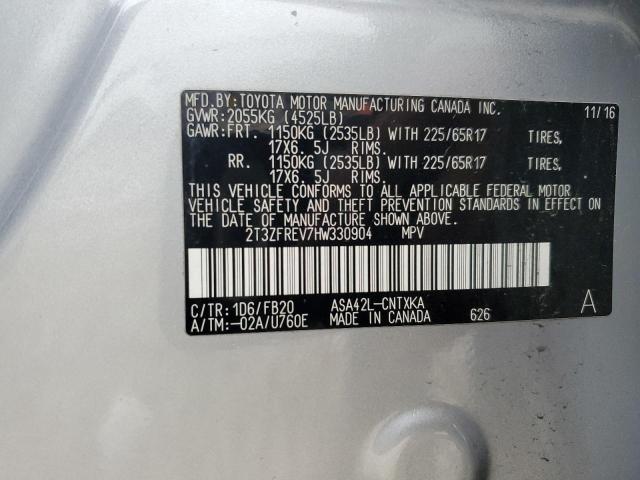 MFD.BY:TOYOTA MOTOR MANUFACTURING CANADA INC. 11/16
GVWR:2055KG (4525LB)
GAWR:FRT. 1150KG (2535LB) WITH 225/65R17 TIRES,
17X6. 5J RIMS.
RR. 1150KG (2535LB) WITH 225/65R17 TIRES,
17X6. 5J RIMS.
THIS VEHICLE CONFORMS TO ALL APPLICABLE FEDERAL MOTOR
VEHICLE SAFETY AND THEFT PREVENTION STANDARDS IN EFFECT ON
THE DATE OF MANUFACTURE SHOWN ABOVE.
2T3ZFREV7HW330904 MPV
C/TR:1D6/FB20 ASA42L-CNTXKA A
A/TM:-02A/U760E MADE IN CANADA 626